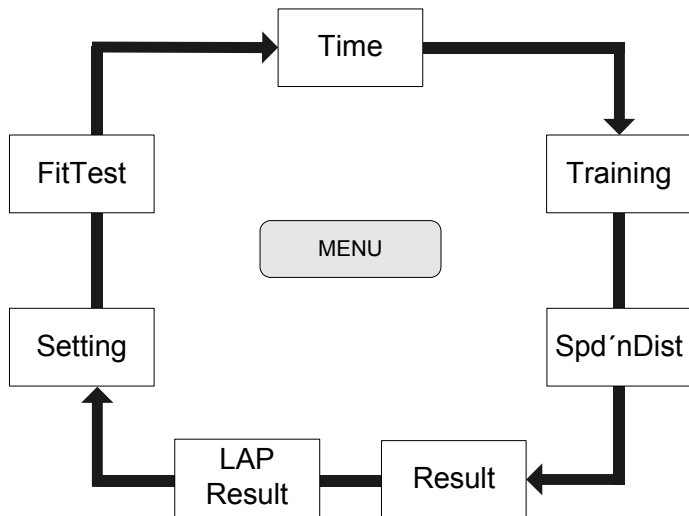 Time
FitTest
Training
MENU
Setting
Spd´nDist
LAP
Result
Result